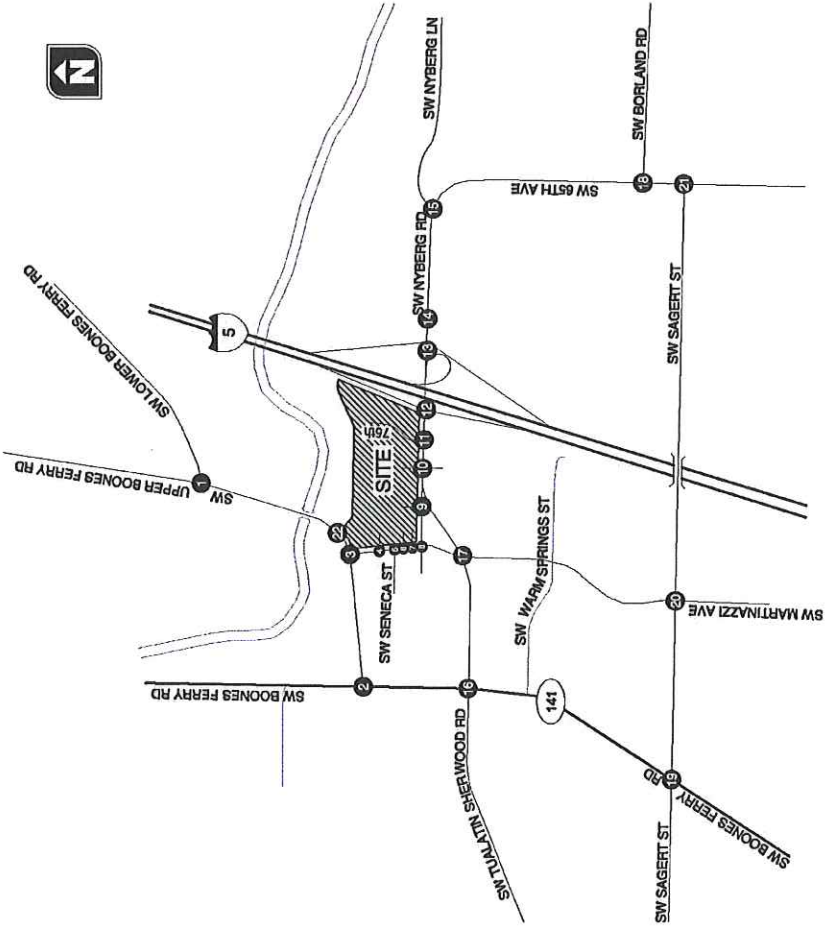 N
SW NYBERG LN
SW BORLAND RD
SW LOWER BOONES FERRY RD
5
SW NYBERG RD
15
SW 65TH AVE
18
21
14
13
SW UPPER BOONES FERRY RD
1
76th
SITE
12
11
10
9
SW SAGERT ST
22
3
4
8
17
SW SENECA ST
SW WARM SPRINGS ST
20
SW MARTINAZZI AVE
SW BOONES FERRY RD
2
16
141
SW TUALATIN SHERWOOD RD
19
SW BOONES FERRY RD
SW SAGERT ST